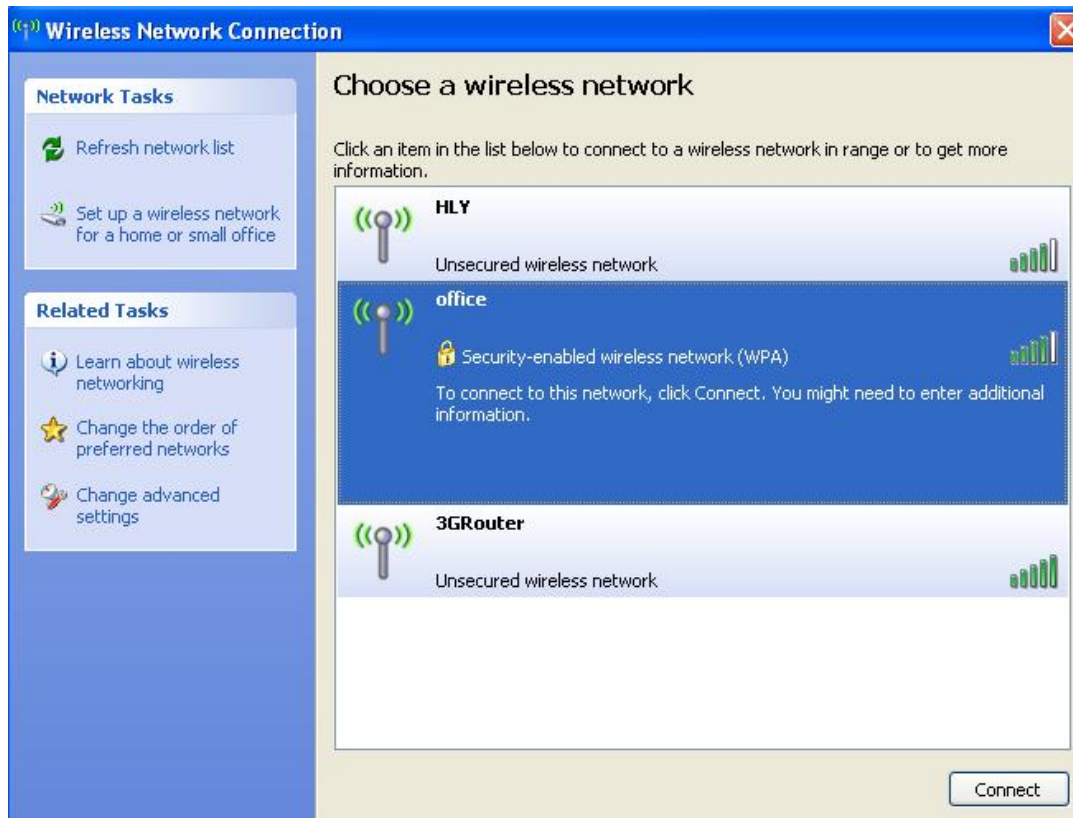 Wireless Network Connection
Network Tasks
Refresh network list
Set up a wireless network
for a home or small office
Related Tasks
Learn about wireless
networking
Change the order of
preferred networks
Change advanced
settings
Choose a wireless network
Click an item in the list below to connect to a wireless network in range or to get more
information.
HLY
Unsecured wireless network
office
Security-enabled wireless network (WPA)
To connect to this network, click Connect. You might need to enter additional
information.
3GRouter
Unsecured wireless network
Connect